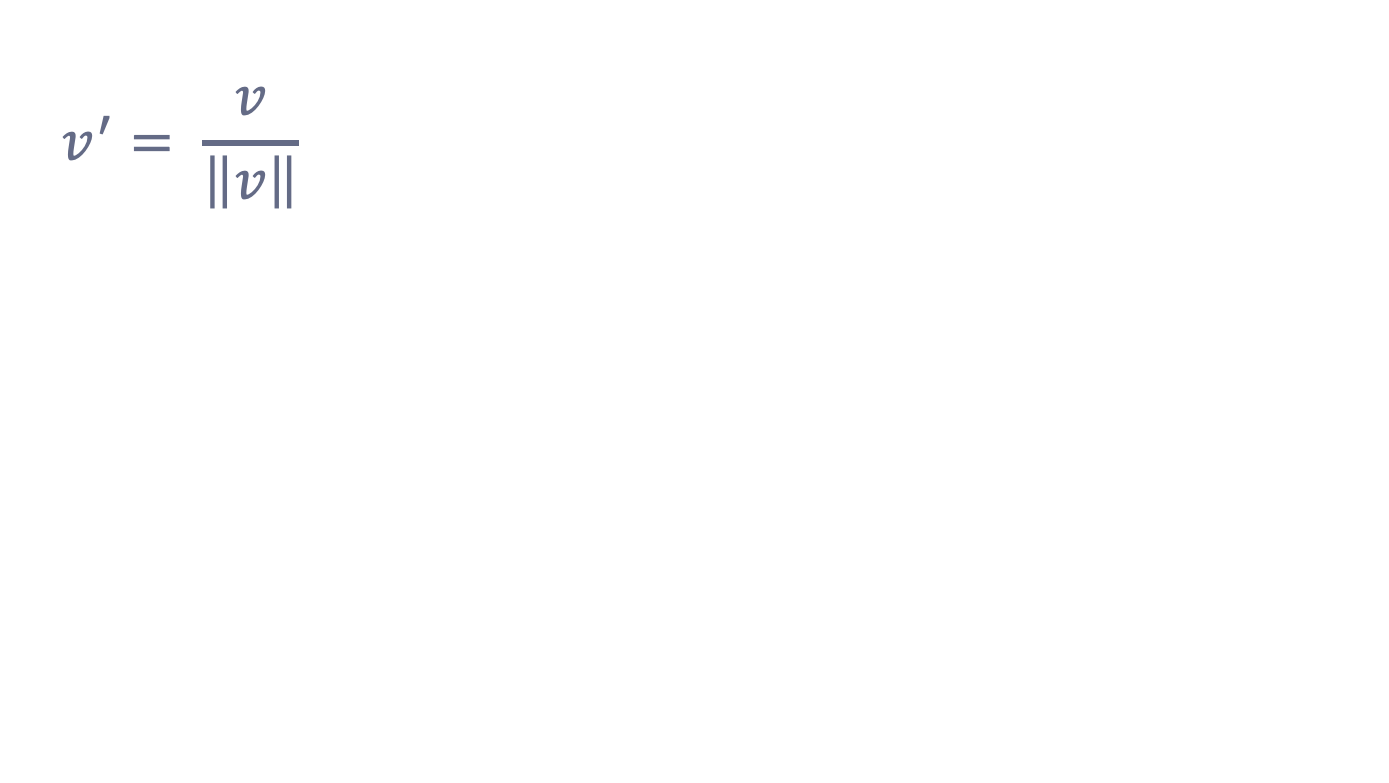 v′ = v / ‖v‖